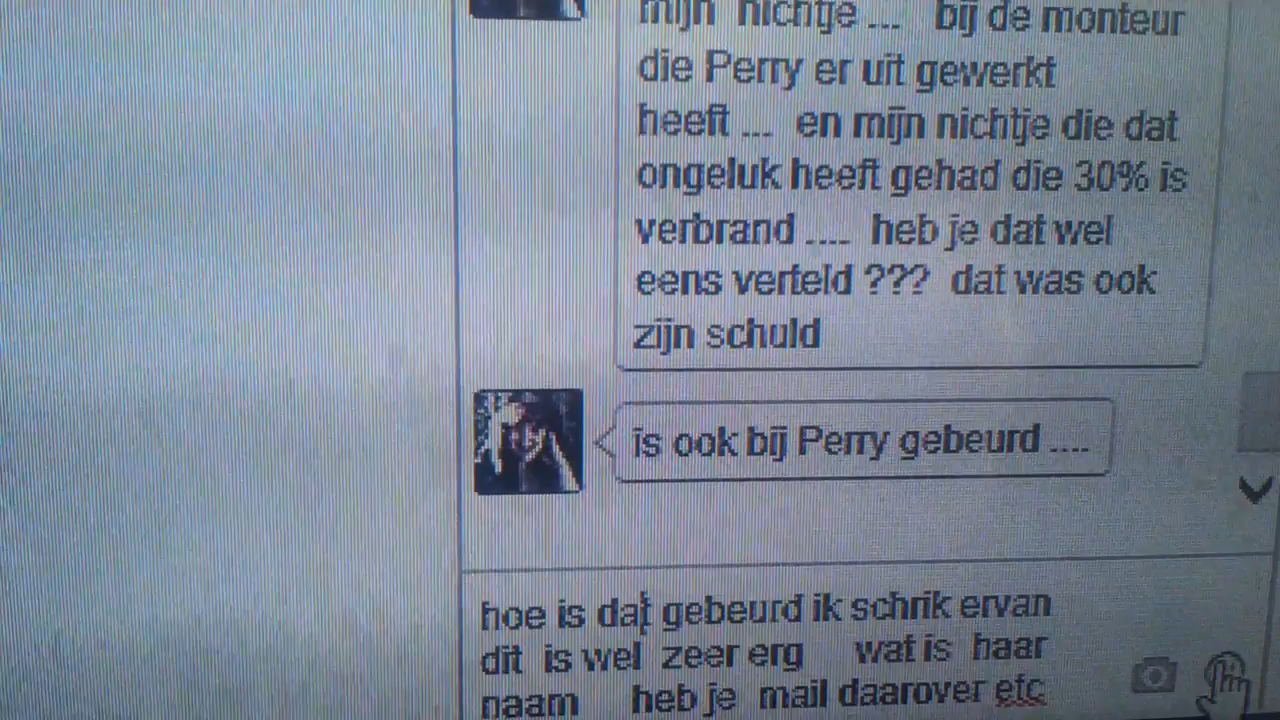 mijn nichtje ... bij de monteur
die Perry er uit gewerkt
heeft ... en mijn nichtje die dat
ongeluk heeft gehad die 30% is
verbrand .... heb je dat wel
eens verteld ??? dat was ook
zijn schuld
is ook bij Perry gebeurd ....
hoe is dat gebeurd ik schrik ervan
dit is wel zeer erg wat is haar
naam heb je mail daarover etc